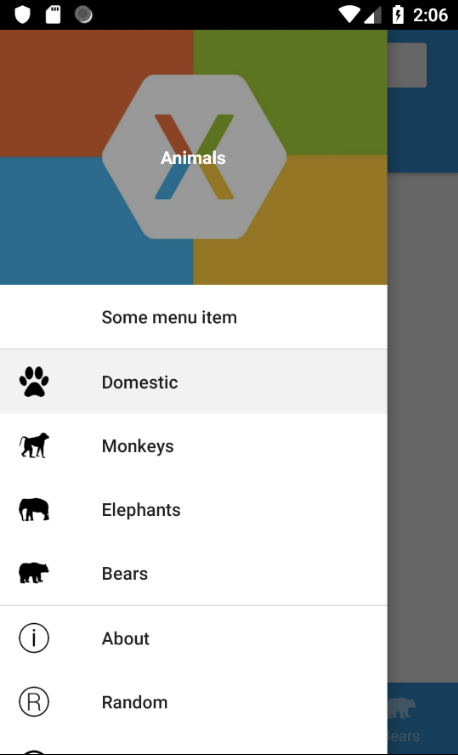 2:06
Animals
Some menu item
Domestic
Monkeys
Elephants
Bears
About
Random